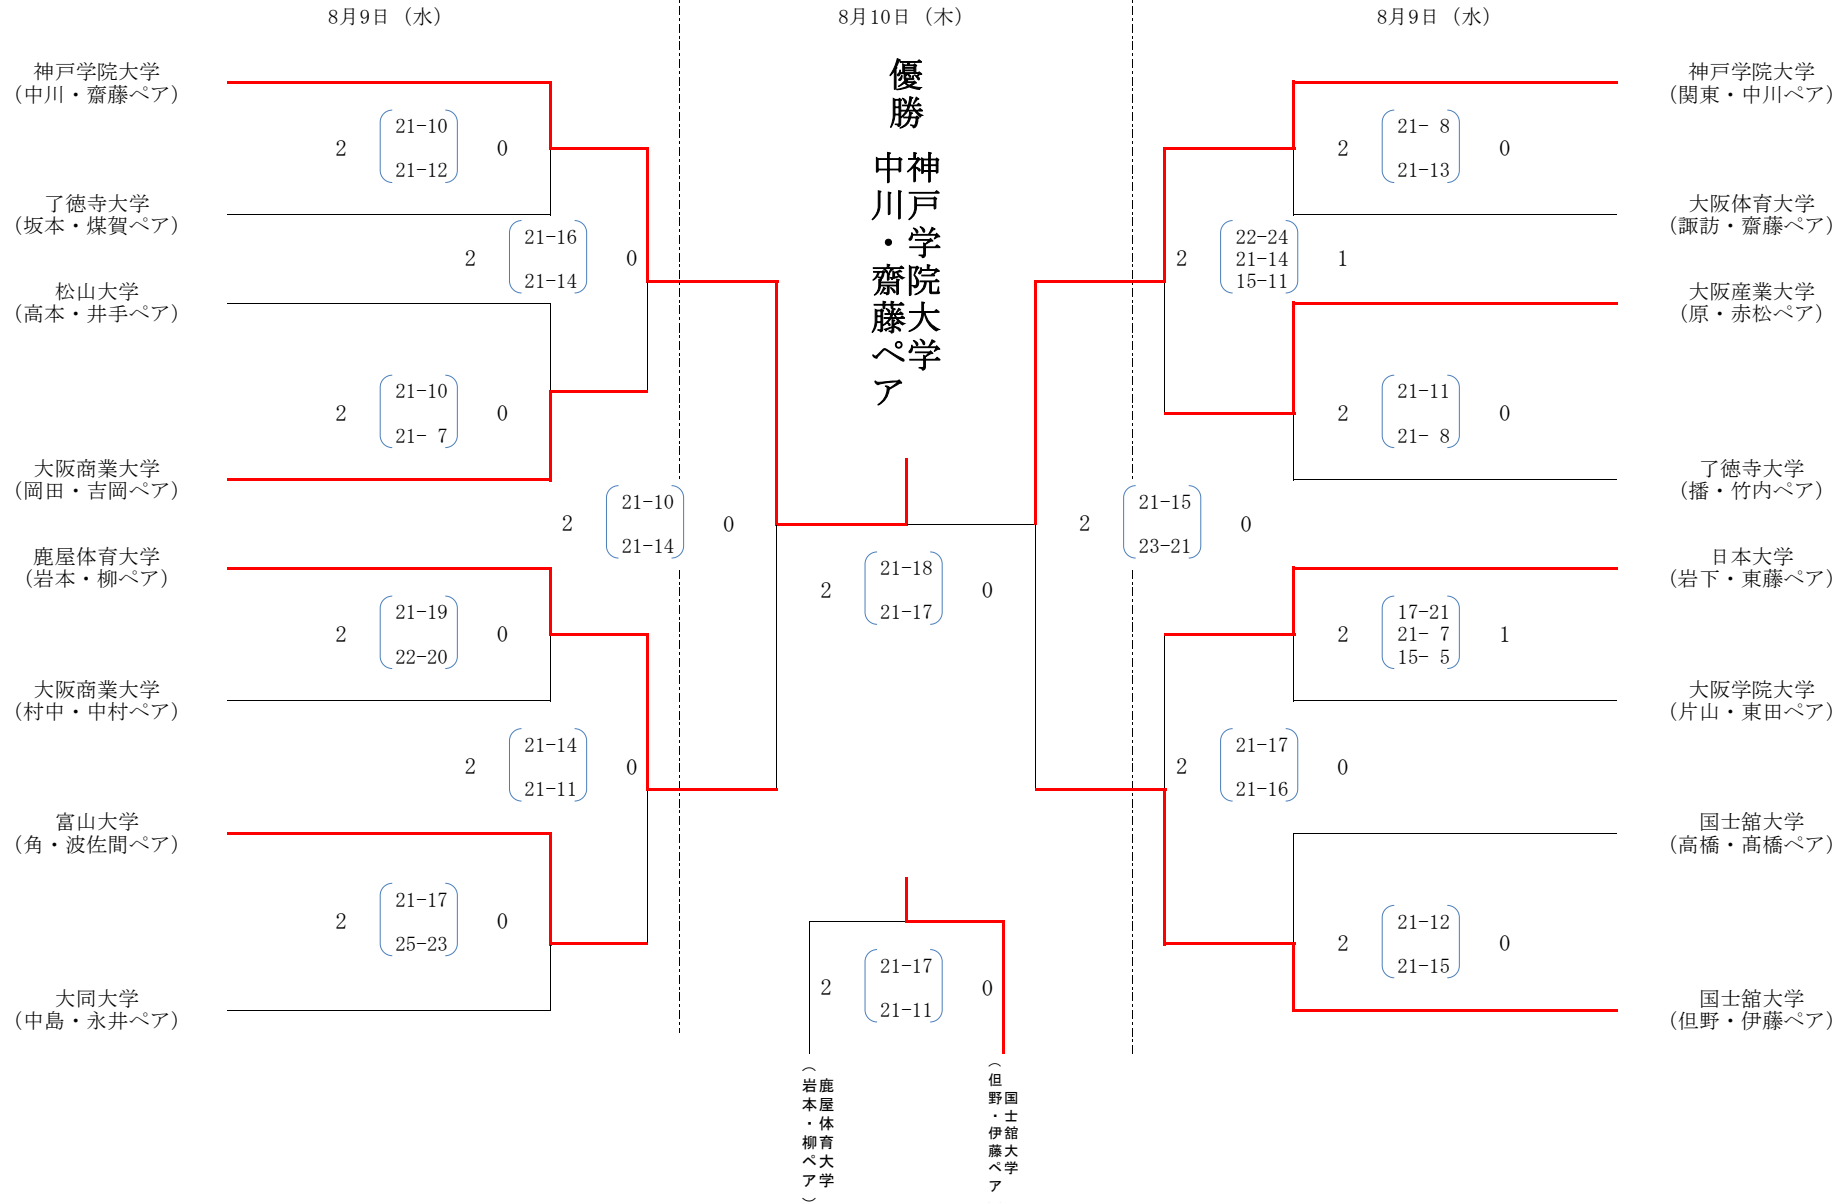 8月9日（水）
8月10日（木）
8月9日（水）
優勝
神戸学院大学
中川・齋藤ペア
神戸学院大学
（中川・齋藤ペア）
2
21-10
21-12
0
了徳寺大学
（坂本・煤賀ペア）
2
21-16
21-14
0
松山大学
（高本・井手ペア）
2
21-10
21- 7
0
大阪商業大学
（岡田・吉岡ペア）
2
21-10
21-14
0
鹿屋体育大学
（岩本・柳ペア）
2
21-19
22-20
0
大阪商業大学
（村中・中村ペア）
2
21-14
21-11
0
富山大学
（角・波佐間ペア）
2
21-17
25-23
0
大同大学
（中島・永井ペア）
2
21-18
21-17
0
2
21-17
21-11
0
鹿屋体育大学
（岩本・柳ペア）
国士舘大学
（但野・伊藤ペア
神戸学院大学
（関東・中川ペア）
2
21- 8
21-13
0
大阪体育大学
（諏訪・齋藤ペア）
2
22-24
21-14
15-11
1
大阪産業大学
（原・赤松ペア）
2
21-11
21- 8
0
了徳寺大学
（播・竹内ペア）
2
21-15
23-21
0
日本大学
（岩下・東藤ペア）
2
17-21
21- 7
15- 5
1
大阪学院大学
（片山・東田ペア）
2
21-17
21-16
0
国士舘大学
（高橋・髙橋ペア）
2
21-12
21-15
0
国士舘大学
（但野・伊藤ペア）